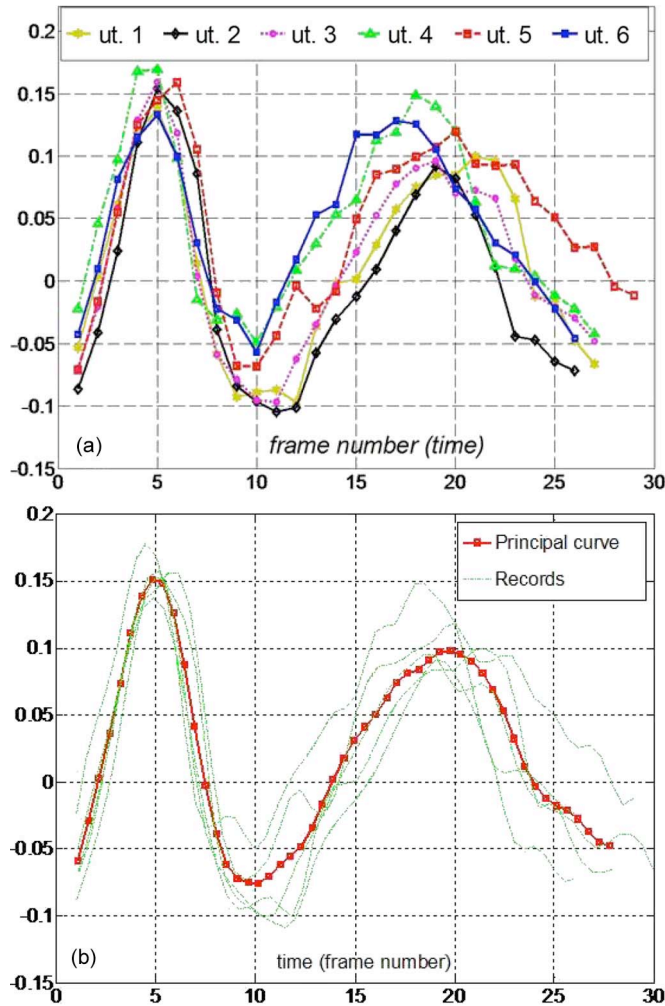 0.2
ut. 1 ut. 2 ut. 3 ut. 4 ut. 5 ut. 6
0.15
0.1
0.05
0
-0.05
-0.1
(a) frame number (time)
-0.15
0 5 10 15 20 25 30
0.2
Principal curve
Records
0.15
0.1
0.05
0
-0.05
-0.1
(b) time (frame number)
-0.15
0 5 10 15 20 25 30